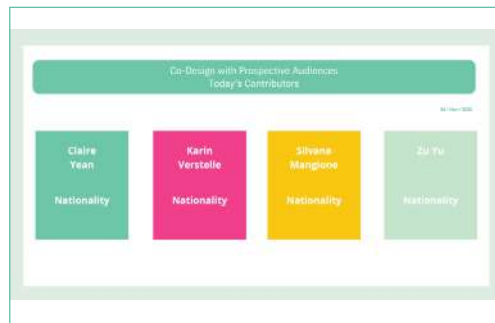 Co-Design with Prospective Audiences
Today's Contributors
Claire
Yean
Nationality
Karin
Verstelle
Nationality
Silvana
Mangione
Nationality
Zu Yu
Nationality